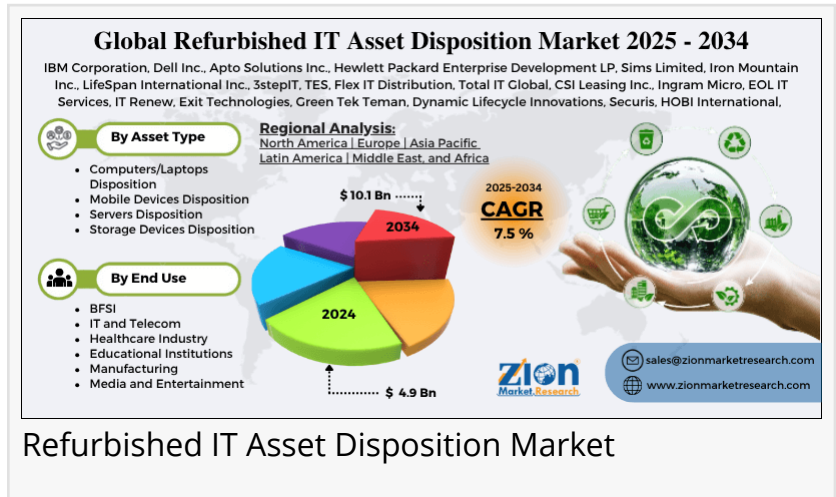 Global Refurbished IT Asset Disposition Market 2025 - 2034
IBM Corporation, Dell Inc., Apto Solutions Inc., Hewlett Packard Enterprise Development LP, Sims Limited, Iron Mountain
Inc., LifeSpan International Inc., 3stepIT, TES, Flex IT Distribution, Total IT Global, CSI Leasing Inc., Ingram Micro, EOL IT
Services, IT Renew, Exit Technologies, Green Tek Teman, Dynamic Lifecycle Innovations, Securis, HOBI International,
By Asset Type
Computers/Laptops
Disposition
Mobile Devices Disposition
Servers Disposition
Storage Devices Disposition
Regional Analysis:
North America | Europe | Asia Pacific
Latin America | Middle East, and Africa
$ 10.1 Bn
2034
2024
$ 4.9 Bn
2025-2034
CAGR
7.5 %
By End Use
BFSI
IT and Telecom
Healthcare Industry
Educational Institutions
Manufacturing
Media and Entertainment
Zion
Market.Research
sales@zionmarketresearch.com
www.zionmarketresearch.com
Refurbished IT Asset Disposition Market